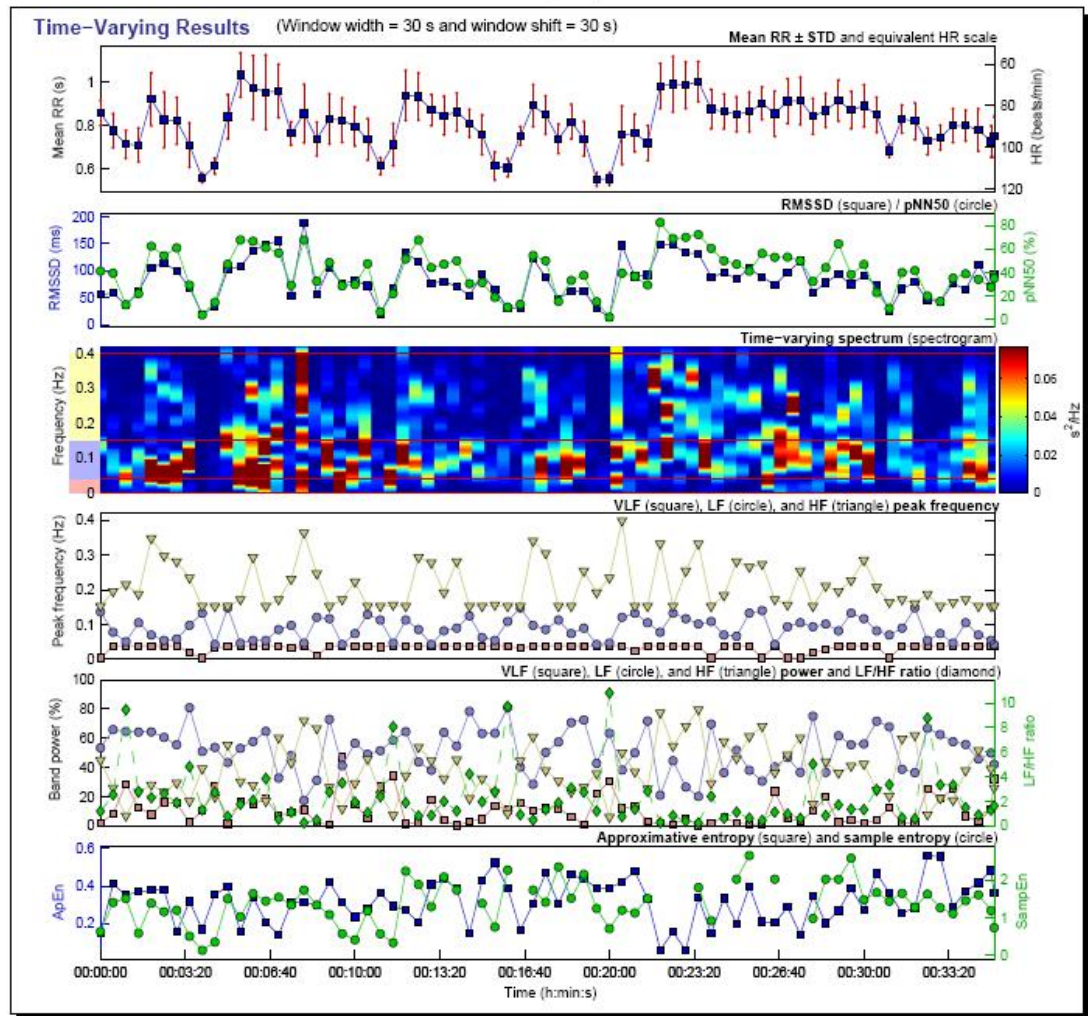 Time-Varying Results (Window width = 30 s and window shift = 30 s)
Mean RR ± STD and equivalent HR scale
Mean RR (s)
1
0.8
0.6
60
80
100
120
HR (beats/min)
RMSSD (square) / pNN50 (circle)
RMSSD (ms)
200
150
100
50
0
80
60
40
20
0
pNN50 (%)
Time-varying spectrum (spectrogram)
Frequency (Hz)
0.4
0.3
0.2
0.1
0
0.06
0.04
0.02
0
s²/Hz
VLF (square), LF (circle), and HF (triangle) peak frequency
Peak frequency (Hz)
0.4
0.3
0.2
0.1
0
VLF (square), LF (circle), and HF (triangle) power and LF/HF ratio (diamond)
Band power (%)
100
80
60
40
20
0
10
8
6
4
2
0
LF/HF ratio
Approximative entropy (square) and sample entropy (circle)
ApEn
0.6
0.4
0.2
2
1
0
SampEn
00:00:00 00:03:20 00:06:40 00:10:00 00:13:20 00:16:40 00:20:00 00:23:20 00:26:40 00:30:00 00:33:20
Time (h:min:s)